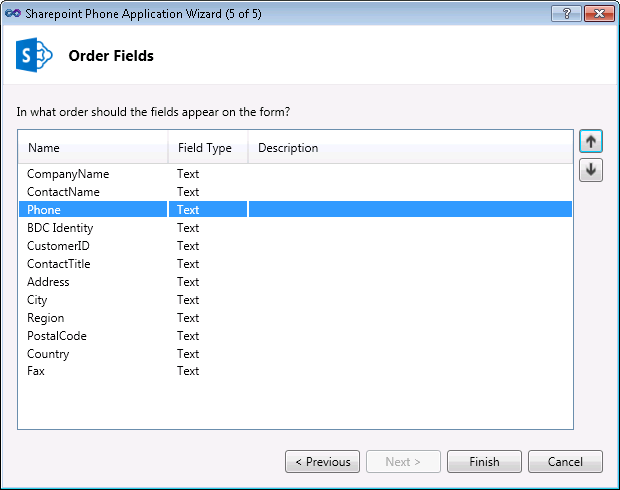 Sharepoint Phone Application Wizard (5 of 5)
?
S
Order Fields
In what order should the fields appear on the form?
Name Field Type Description
CompanyName Text
ContactName Text
Phone Text
BDC Identity Text
CustomerID Text
ContactTitle Text
Address Text
City Text
Region Text
PostalCode Text
Country Text
Fax Text
< Previous Next > Finish Cancel